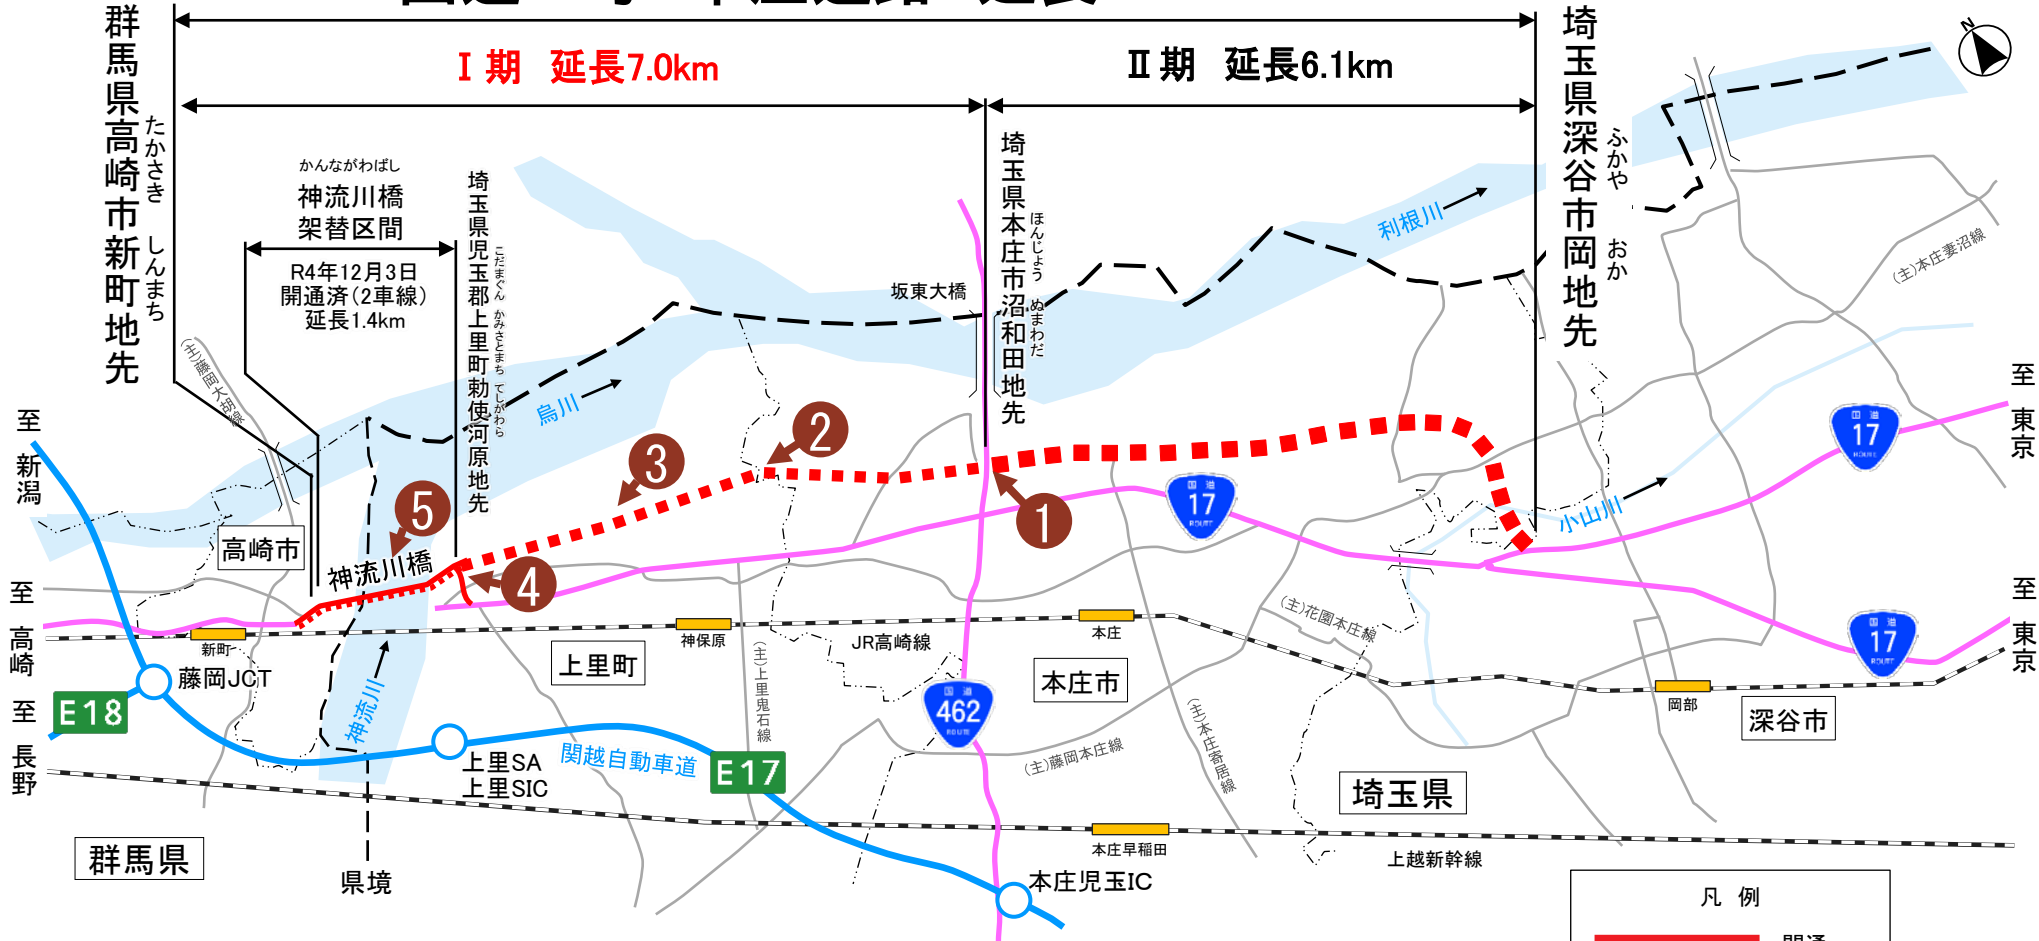 Ⅰ期 延長7.0km
Ⅱ期 延長6.1km
群馬県高崎市新町地先
たかさき しんまち
かんながわばし
神流川橋
架替区間
R4年12月3日
開通済(2車線)
延長1.4km
埼玉県児玉郡上里町勅使河原地先
こだまぐん かみさとまち てしがわら
埼玉県本庄市沼和田地先
ほんじょう ぬまわだ
埼玉県深谷市岡地先
ふかや おか
N
利根川
坂東大橋
烏川
(主)藤岡大胡線
(主)本庄妻沼線
至 新潟
至 東京
国道
17
ROUTE
1
2
3
4
5
国道
17
ROUTE
小山川
高崎市
神流川橋
至 高崎
新町
神保原
JR高崎線
本庄
(主)花園本庄線
国道
17
ROUTE
至 東京
藤岡JCT
上里町
(主)上里鬼石線
本庄市
岡部
深谷市
E18
至 長野
神流川
国道
462
ROUTE
(主)本庄寄居線
(主)藤岡本庄線
上里SA
上里SIC
関越自動車道
E17
埼玉県
群馬県
県境
本庄早稲田
上越新幹線
本庄児玉IC
凡 例